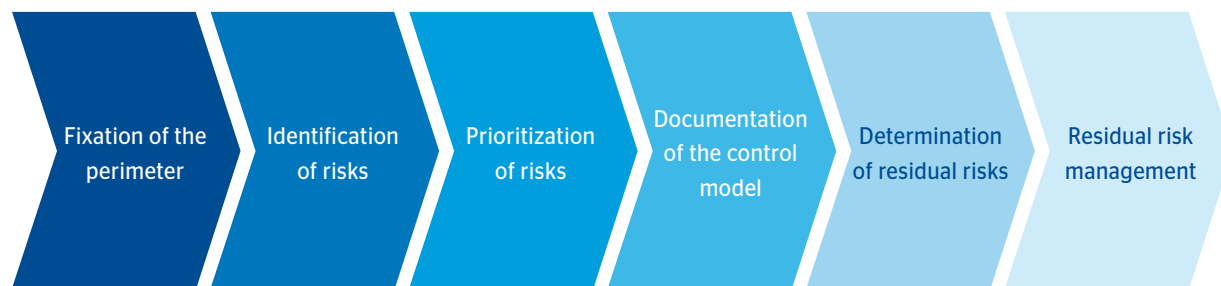 Fixation of the
perimeter
Identification
of risks
Prioritization
of risks
Documentation
of the control
model
Determination
of residual risks
Residual risk
management